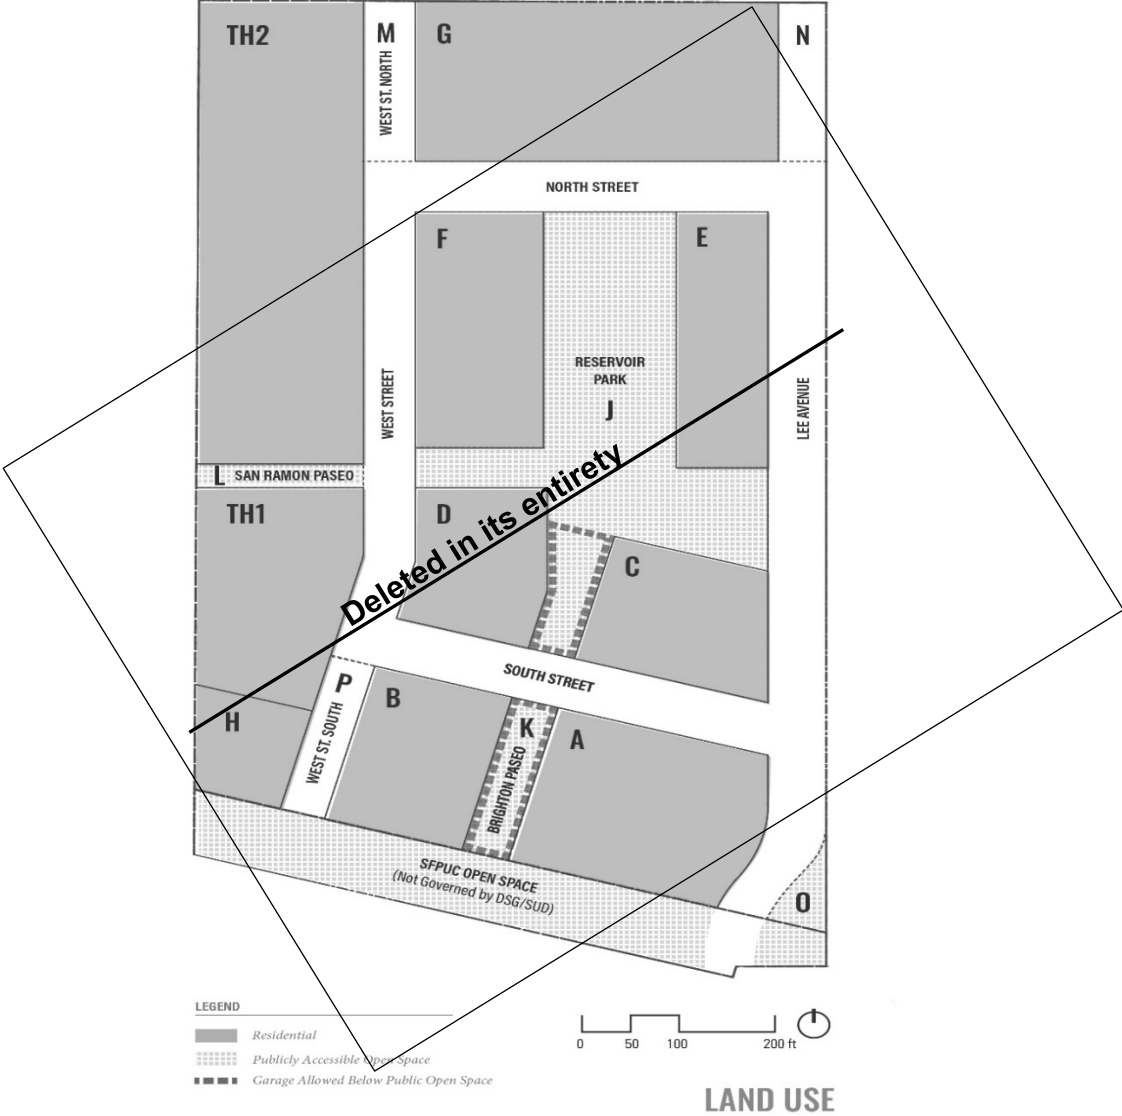 TH2
M
G
N
WEST ST. NORTH
NORTH STREET
F
E
RESERVOIR
PARK
J
WEST STREET
LEE AVENUE
L SAN RAMON PASEO
TH1
D
Deleted in its entirety
C
SOUTH STREET
P
B
H
WEST ST. SOUTH
K
A
BRIGHTON PASEO
SFPUC OPEN SPACE
(Not Governed by DSG/SUD)
O
LEGEND
Residential
Publicly Accessible Open Space
Garage Allowed Below Public Open Space
0 50 100 200 ft
LAND USE